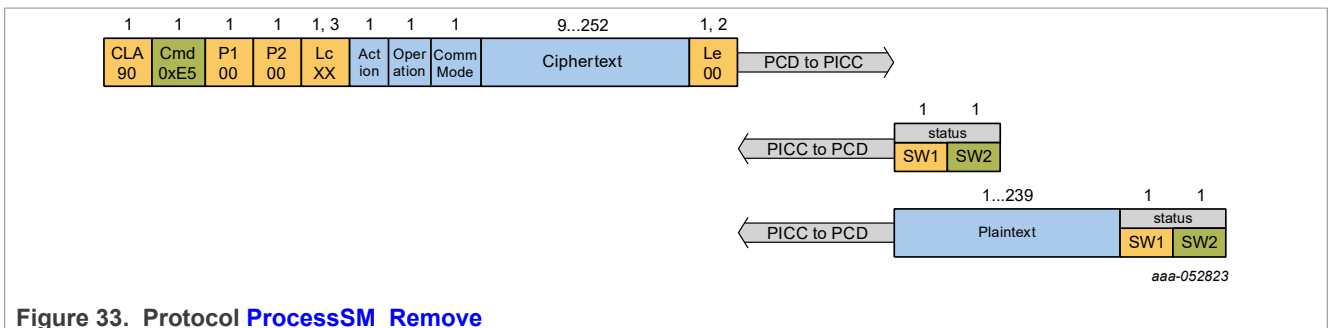 1 1 1 1 1, 3 1 1 1 9...252 1, 2
CLA Cmd P1 P2 Lc Act Oper Comm Ciphertext Le PCD to PICC
90 0xE5 00 00 XX ion ation Mode 00
1 1
status
PICC to PCD SW1 SW2
1...239 1 1
status
PICC to PCD Plaintext SW1 SW2
aaa-052823
Figure 33. Protocol ProcessSM_Remove